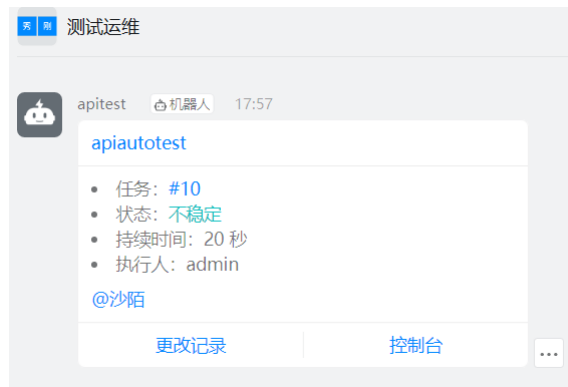 秀 刚 测试运维
apitest 机器人 17:57
apiautotest
任务：#10
状态：不稳定
持续时间：20 秒
执行人：admin
@沙陌
更改记录 控制台